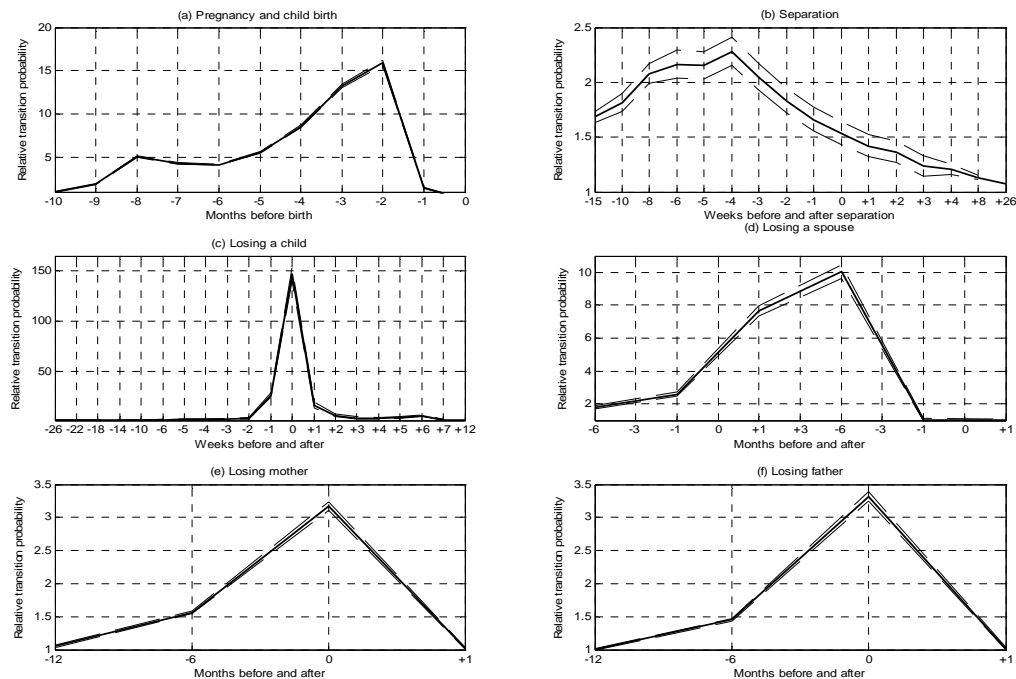 (a) Pregnancy and child birth
Relative transition probability
20
15
10
5
-10 -9 -8 -7 -6 -5 -4 -3 -2 -1 0
Months before birth
(b) Separation
Relative transition probability
2.5
2
1.5
1
-15 -10 -8 -6 -5 -4 -3 -2 -1 0 +1 +2 +3 +4 +8 +26
Weeks before and after separation
(c) Losing a child
Relative transition probability
150
100
50
-26 -22 -18 -14 -10 -6 -5 -4 -3 -2 -1 0 +1 +2 +3 +4 +5 +6 +7 +12
Weeks before and after
(d) Losing a spouse
Relative transition probability
10
8
6
4
2
-6 -3 -1 0 +1 -3 -6 -3 -1 0 +1
Months before and after
(e) Losing mother
Relative transition probability
3.5
3
2.5
2
1.5
1
-12 -6 0 +1
Months before and after
(f) Losing father
Relative transition probability
3.5
3
2.5
2
1.5
1
-12 -6 0 +1
Months before and after